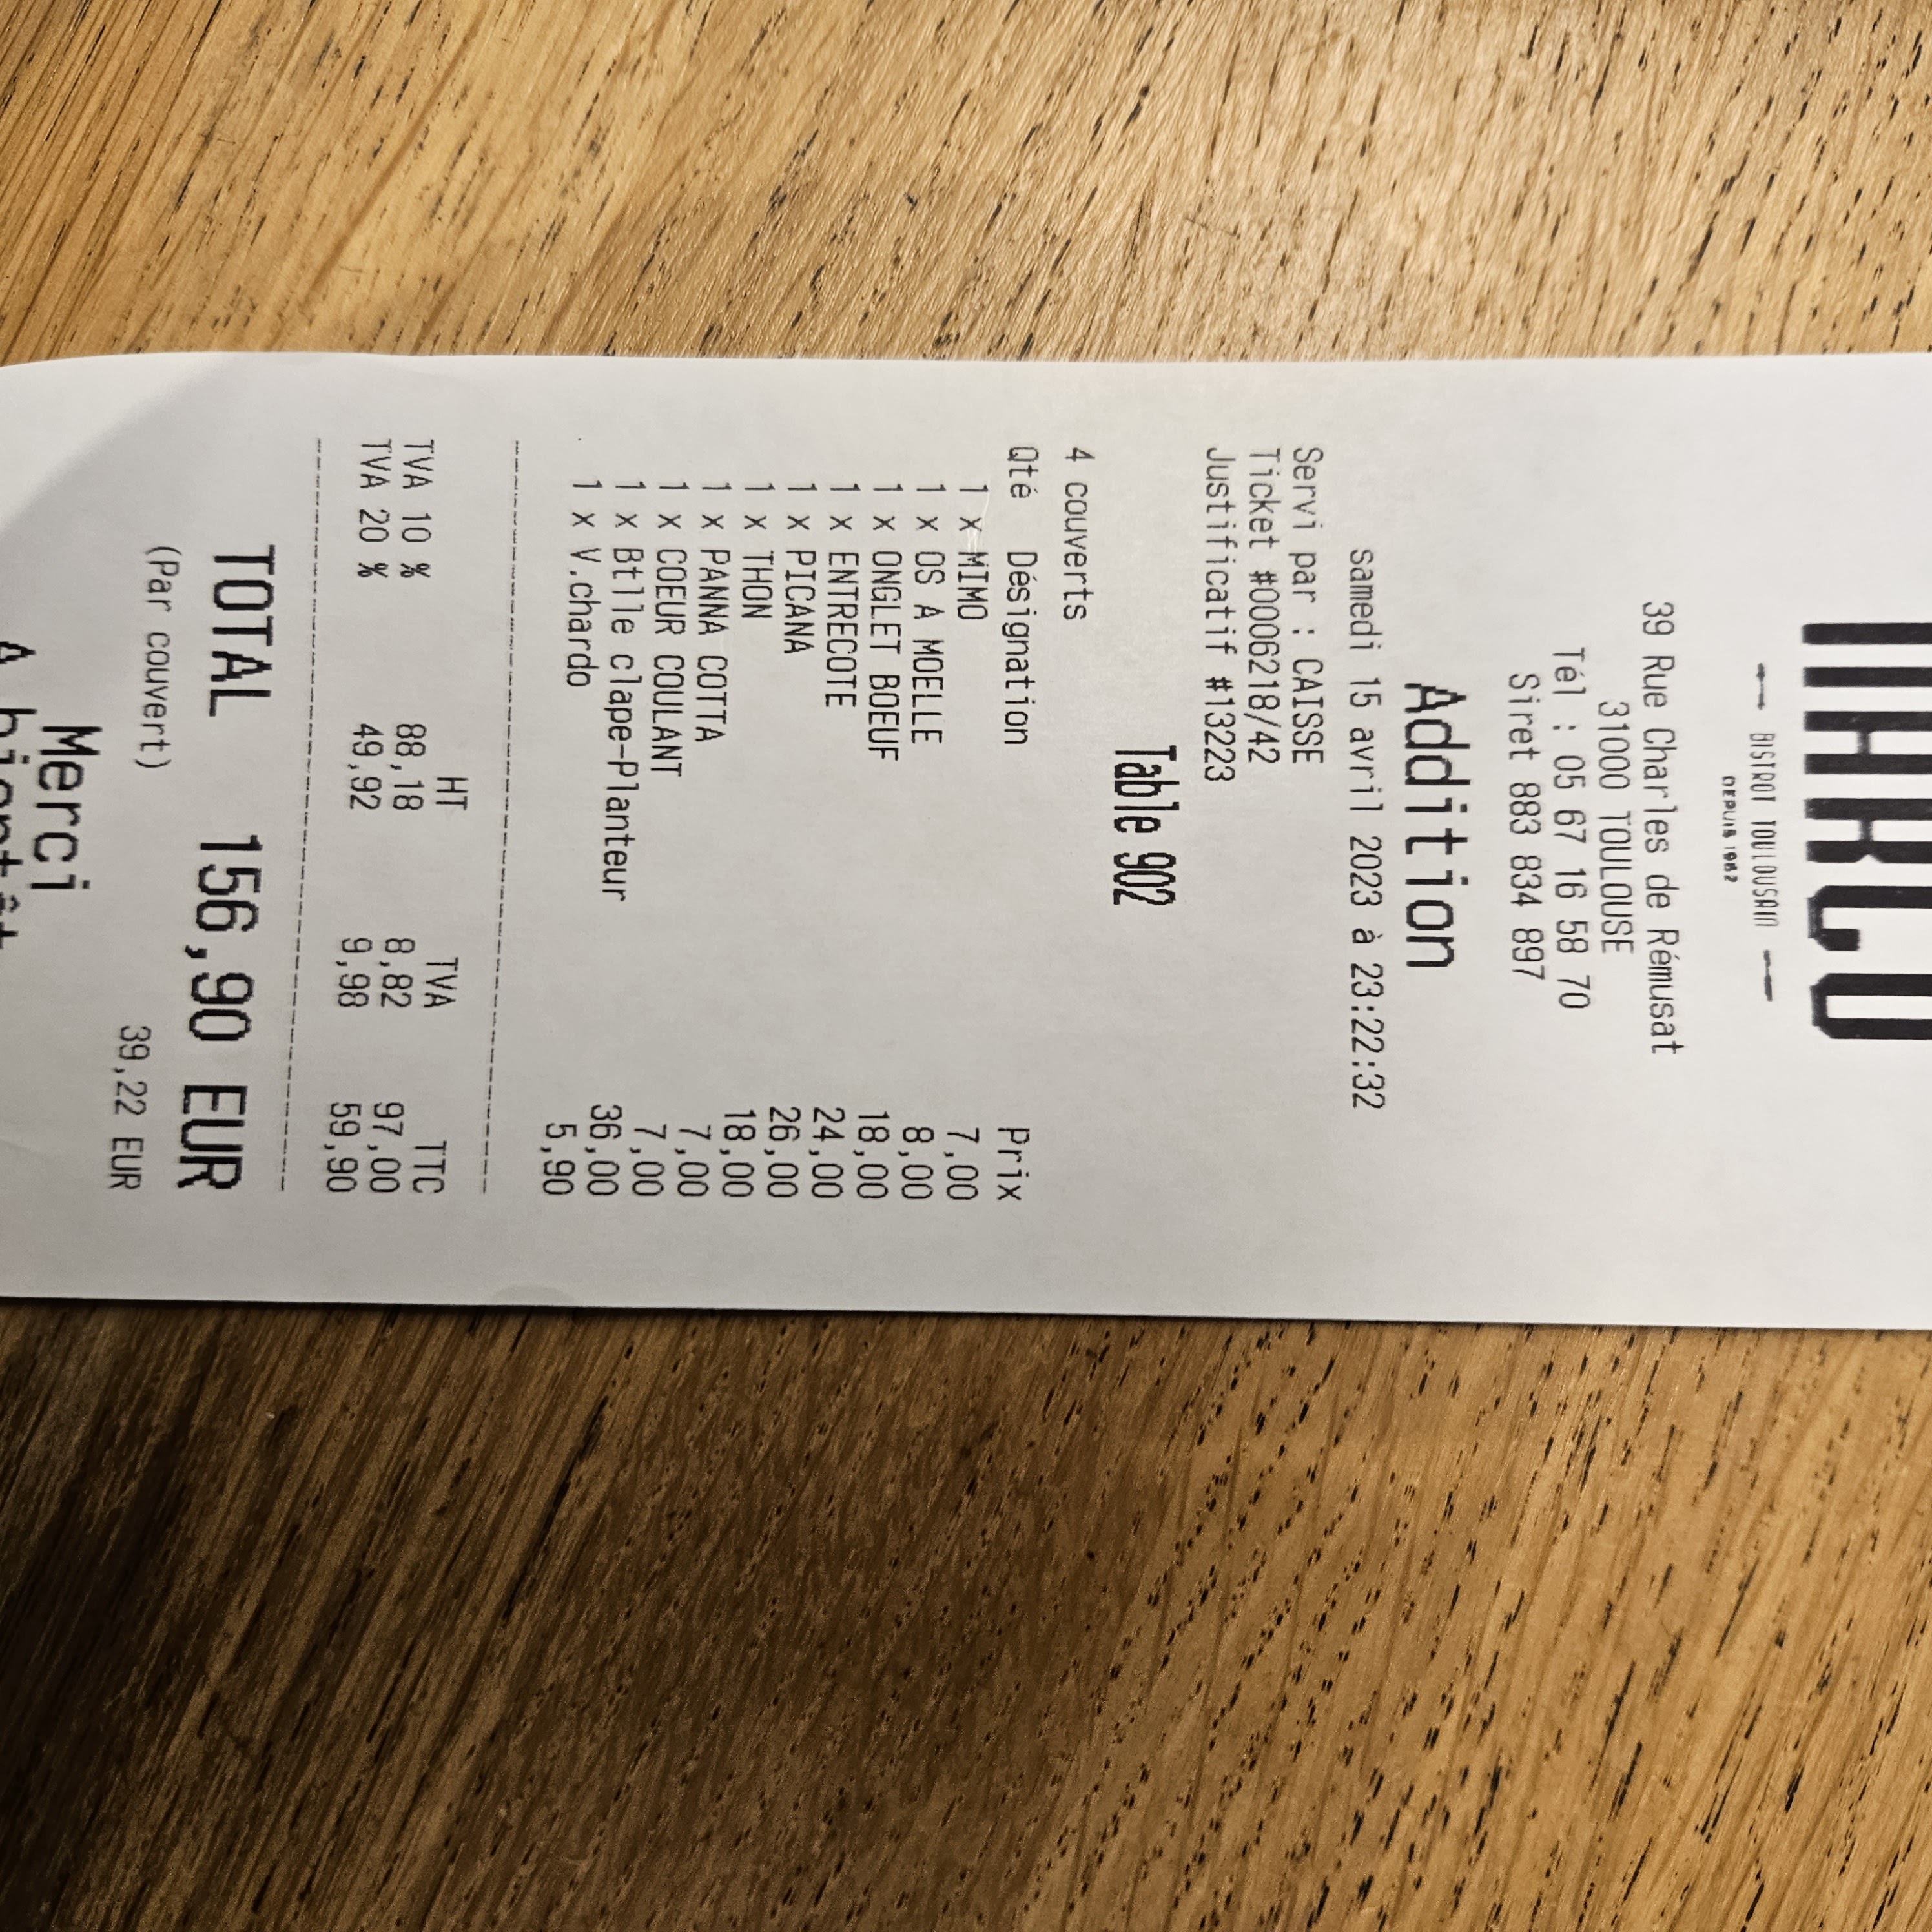 BISTROT TOULOUSAIN
DEPUIS 1982
39 Rue Charles de Rémusat
31000 TOULOUSE
Tél : 05 67 16 58 70
Siret 883 834 897
Addition
samedi 15 avril 2023 à 23:22:32
Servi par : CAISSE
Ticket #0006218/42
Justificatif #13223
Table 902
4 couverts
Qté Désignation Prix
1 x MIMO 7,00
1 x OS A MOELLE 8,00
1 x ONGLET BOEUF 18,00
1 x ENTRECOTE 24,00
1 x PICANA 26,00
1 x THON 18,00
1 x PANNA COTTA 7,00
1 x COEUR COULANT 7,00
1 x Btlle clape-Planteur 36,00
1 x V.chardo 5,90
HT TVA TTC
TVA 10 % 88,18 8,82 97,00
TVA 20 % 49,92 9,98 59,90
TOTAL 156,90 EUR
(Par couvert) 39,22 EUR
Merci